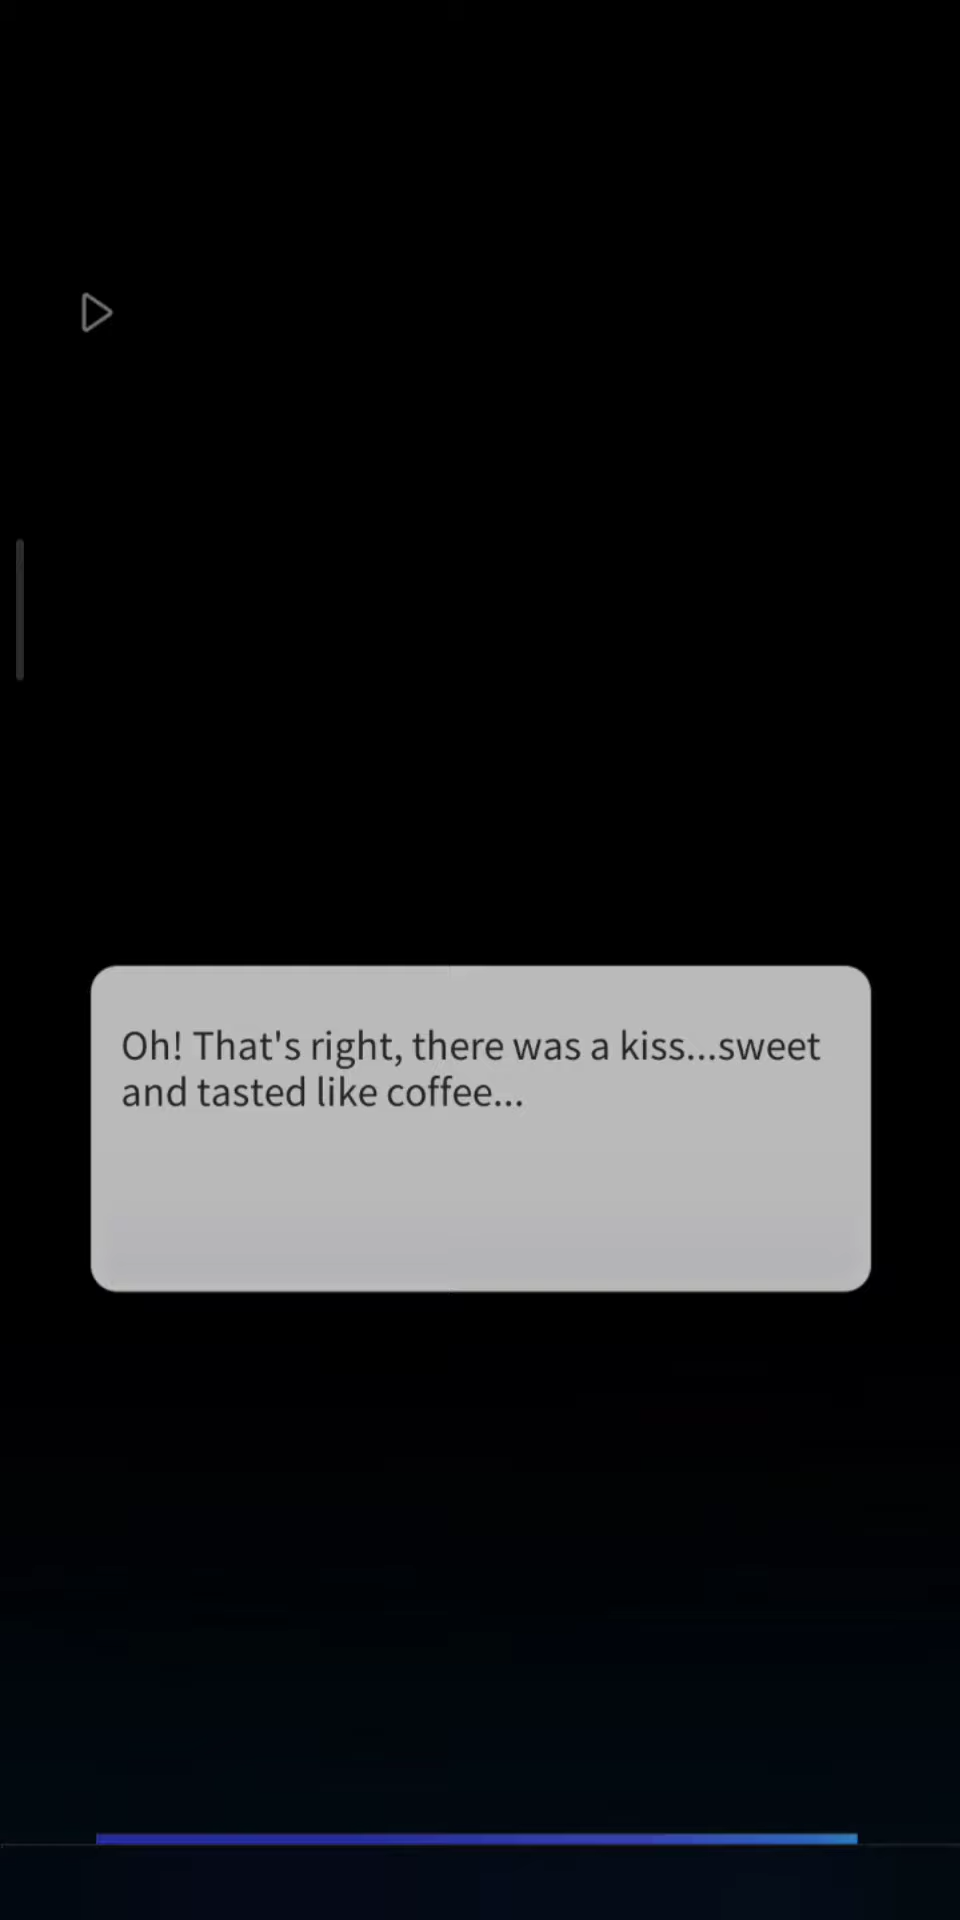 Oh! That's right, there was a kiss...sweet
and tasted like coffee...